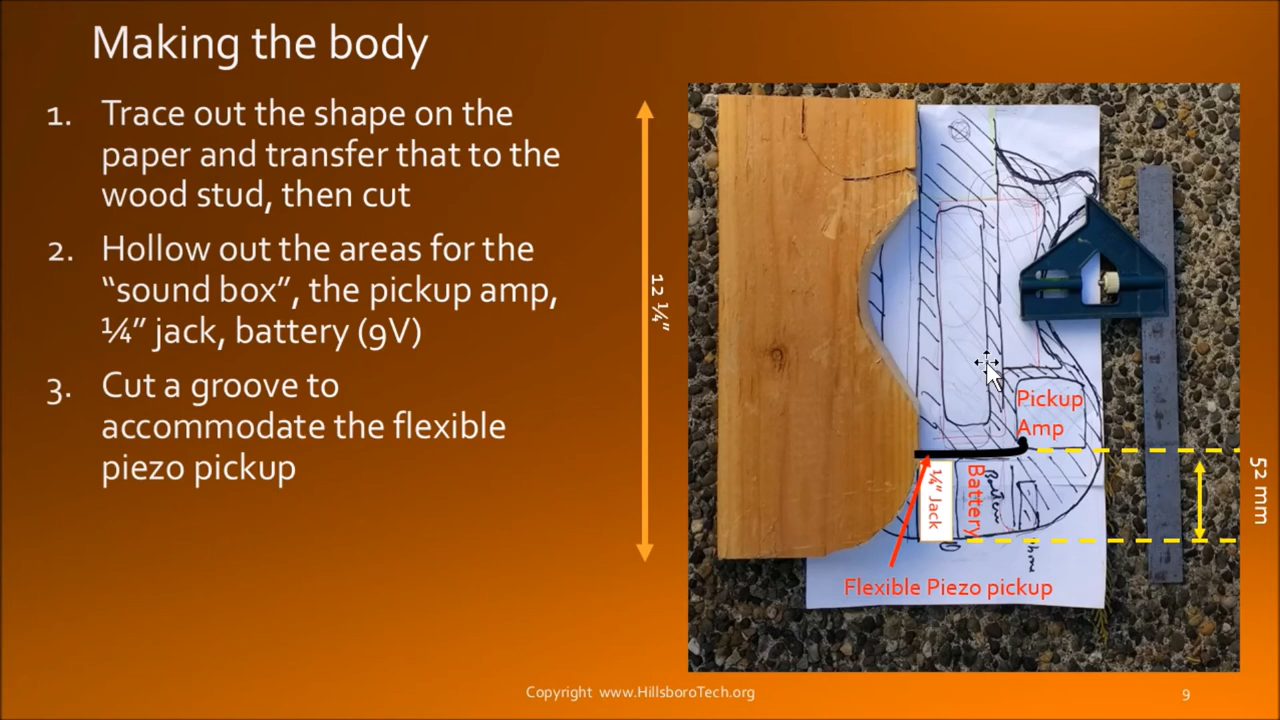 Making the body
1. Trace out the shape on the
paper and transfer that to the
wood stud, then cut
2. Hollow out the areas for the
“sound box”, the pickup amp,
¼” jack, battery (9V)
3. Cut a groove to
accommodate the flexible
piezo pickup
12 ¼”
Pickup
Amp
¼” Jack
Battery
52 mm
Flexible Piezo pickup
Copyright www.HillsboroTech.org
9